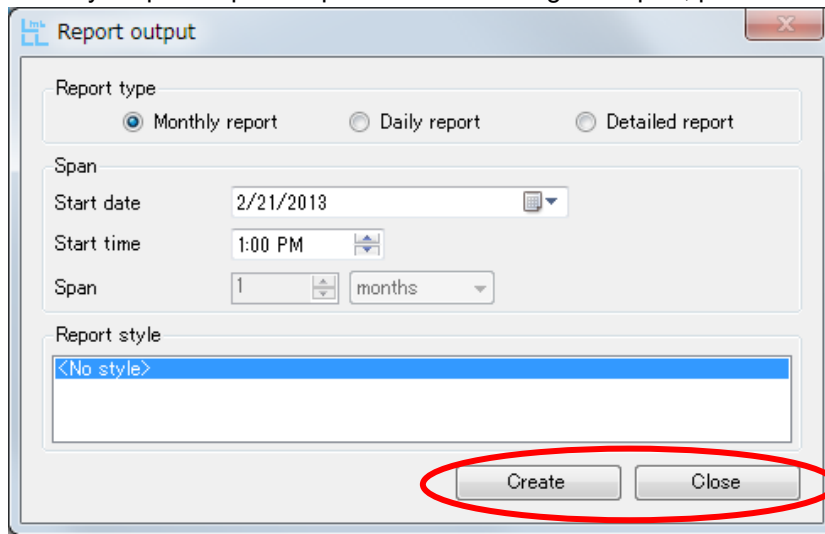 Report output
Report type
Monthly report Daily report Detailed report
Span
Start date 2/21/2013
Start time 1:00 PM
Span 1 months
Report style
<No style>
Create Close